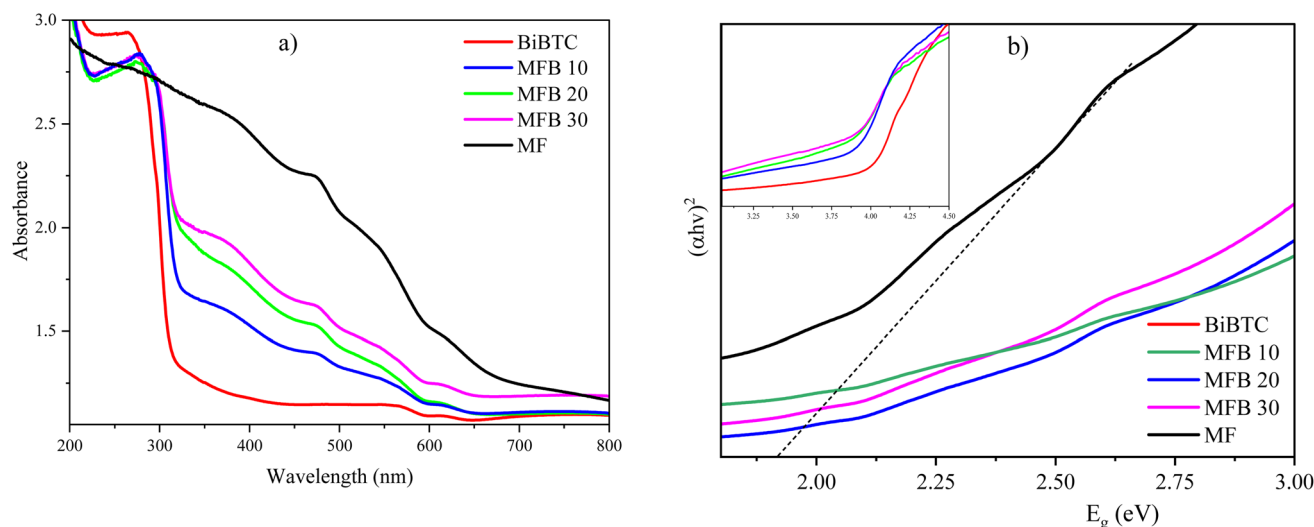 a)
3.0
2.5
2.0
1.5
200
300
400
500
600
700
800
Absorbance
Wavelength (nm)
BiBTC
MFB 10
MFB 20
MFB 30
MF
b)
3.25
3.50
3.75
4.00
4.25
4.50
(αhν)²
2.00
2.25
2.50
2.75
3.00
E_g (eV)
BiBTC
MFB 10
MFB 20
MFB 30
MF